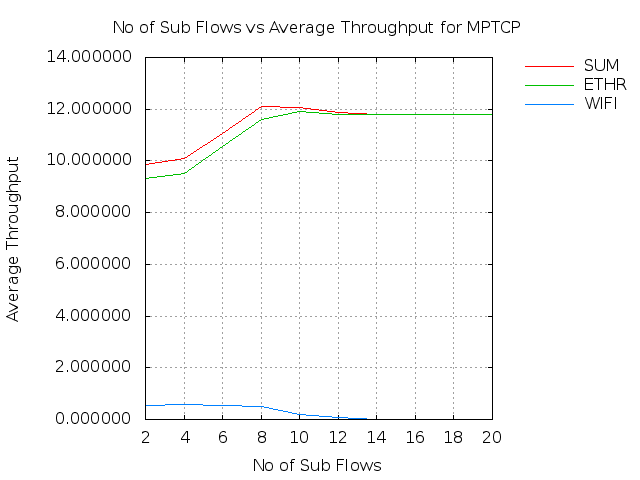 No of Sub Flows vs Average Throughput for MPTCP
SUM
ETHR
WIFI
Average Throughput
14.000000
12.000000
10.000000
8.000000
6.000000
4.000000
2.000000
0.000000
2 4 6 8 10 12 14 16 18 20
No of Sub Flows